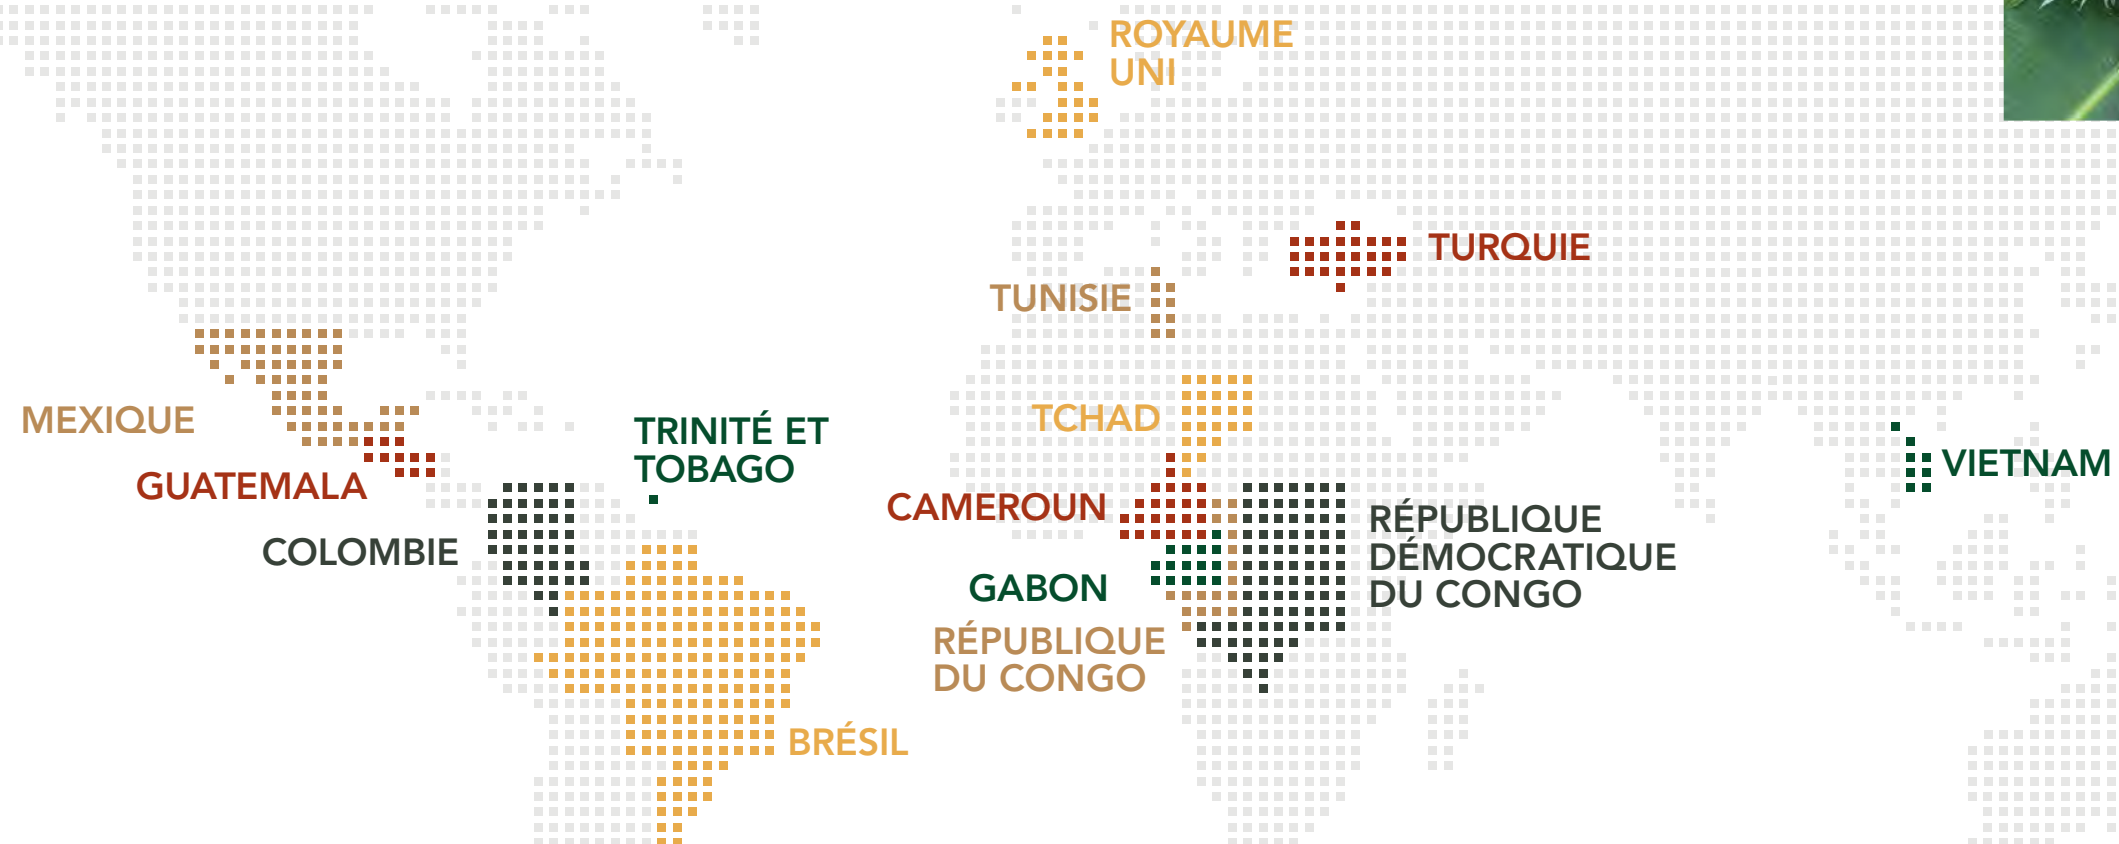 ROYAUME
UNI
TURQUIE
TUNISIE
MEXIQUE
TCHAD
TRINITÉ ET
TOBAGO
VIETNAM
GUATEMALA
CAMEROUN
RÉPUBLIQUE
DÉMOCRATIQUE
DU CONGO
COLOMBIE
GABON
RÉPUBLIQUE
DU CONGO
BRÉSIL